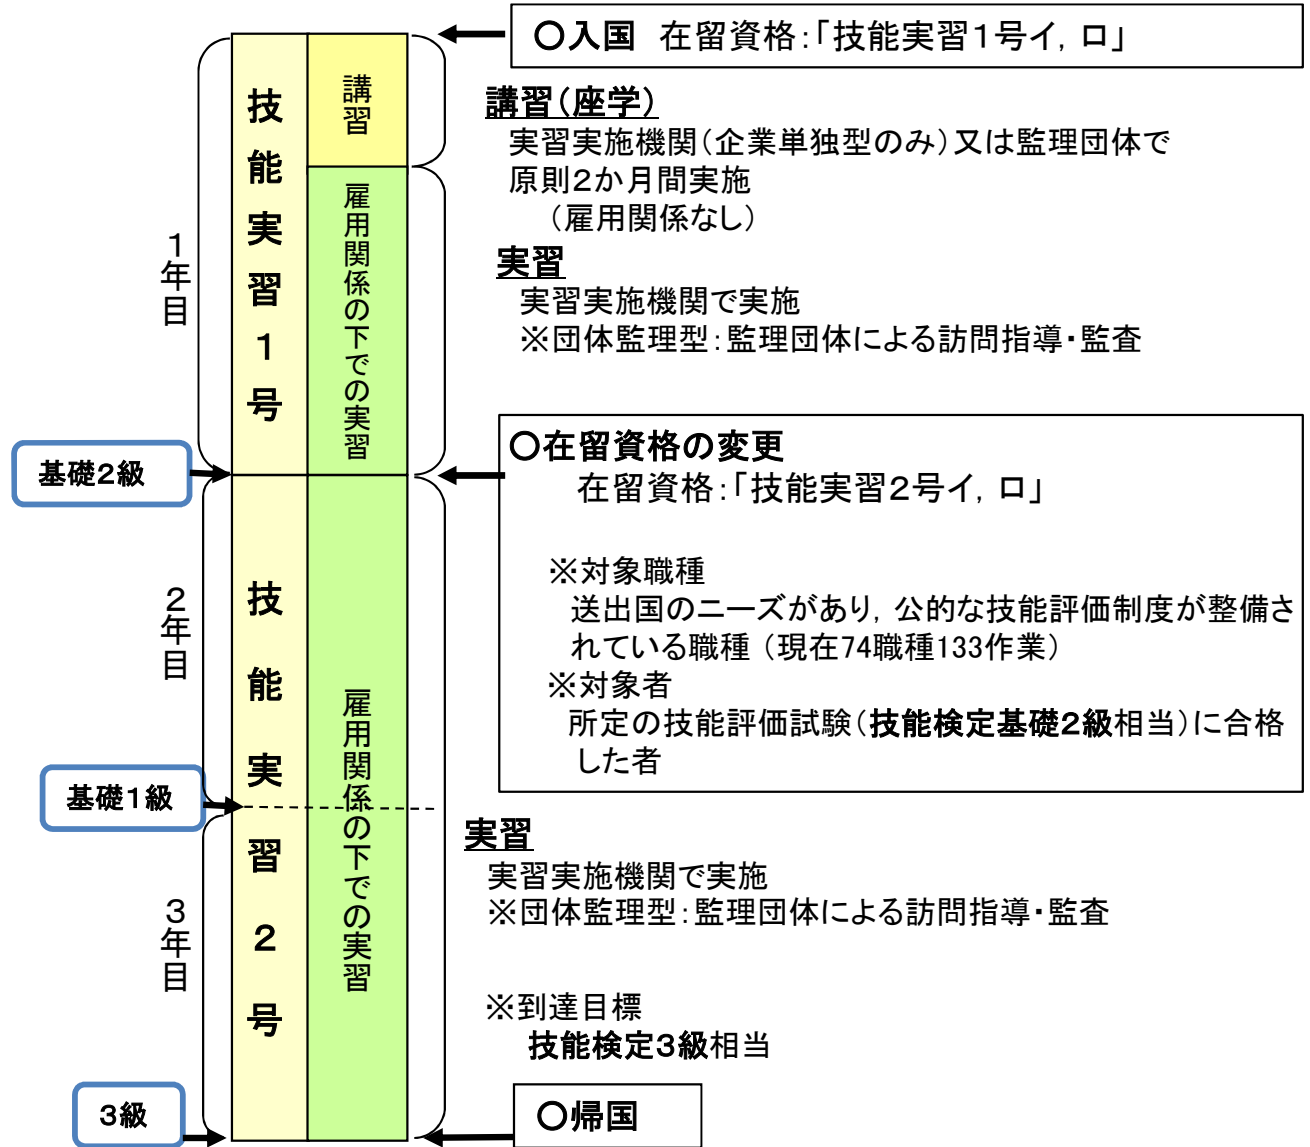 〇入国　在留資格：「技能実習１号イ，ロ」
技能実習１号
講習
雇用関係の下での実習
１年目
講習（座学）
実習実施機関（企業単独型のみ）又は監理団体で
原則２か月間実施
（雇用関係なし）
実習
実習実施機関で実施
※団体監理型：監理団体による訪問指導・監査
基礎２級
〇在留資格の変更
在留資格：「技能実習２号イ，ロ」
※対象職種
送出国のニーズがあり，公的な技能評価制度が整備さ
れている職種（現在74職種133作業）
※対象者
所定の技能評価試験（技能検定基礎２級相当）に合格
した者
２年目
技能実習２号
雇用関係の下での実習
基礎１級
３年目
実習
実習実施機関で実施
※団体監理型：監理団体による訪問指導・監査
※到達目標
技能検定３級相当
３級
〇帰国